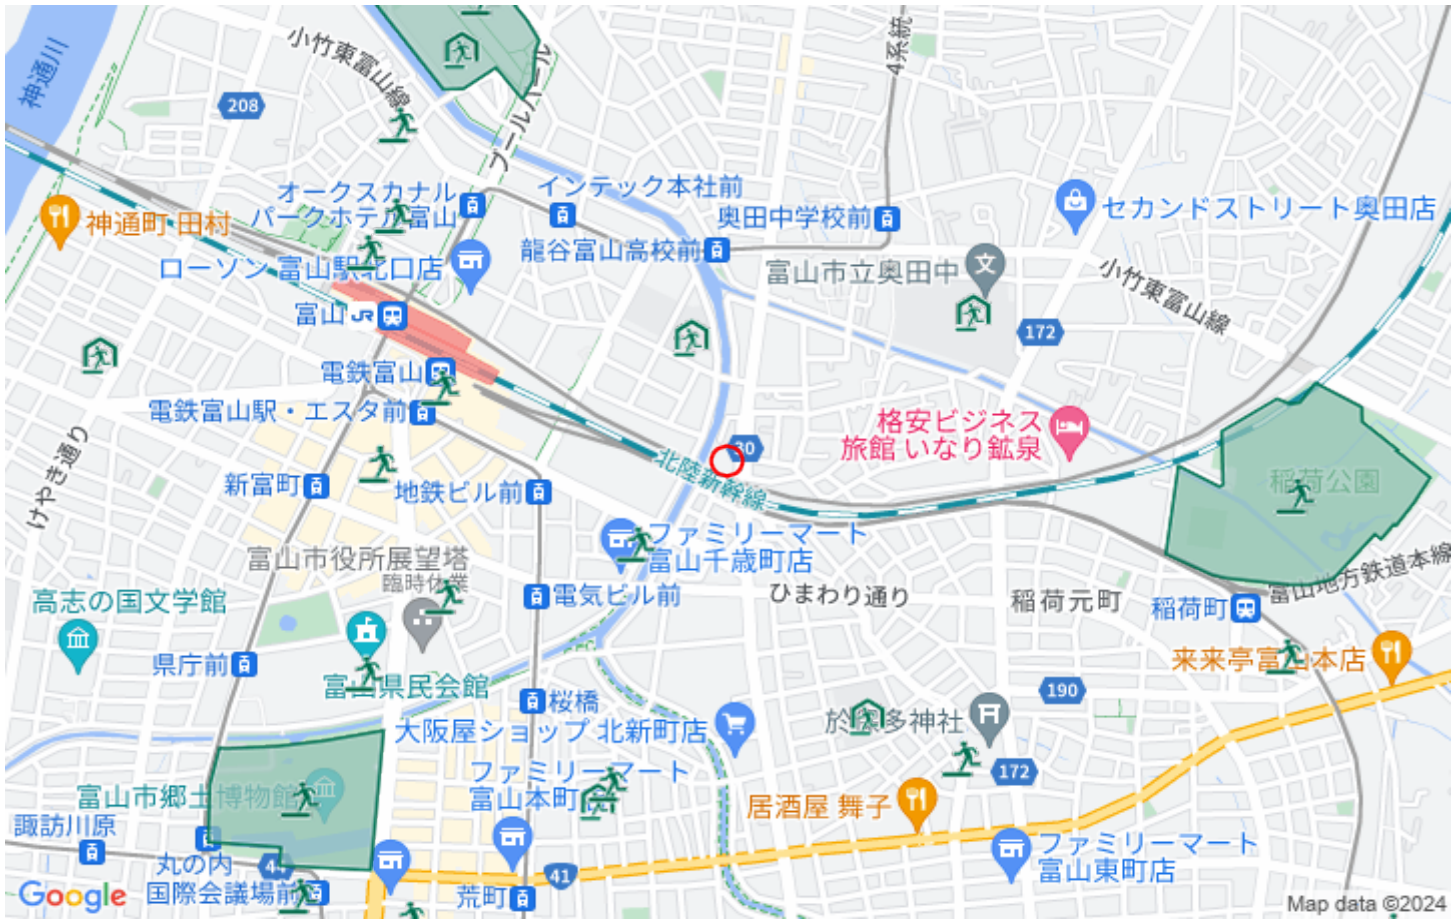 神通川
小竹東富山線
208
ブールバール
4系統
オークスカナル
パークホテル富山
インテック本社前
奥田中学校前
セカンドストリート奥田店
神通町 田村
ローソン 富山駅北口店
龍谷富山高校前
富山市立奥田中
小竹東富山線
富山
JR
172
電鉄富山
電鉄富山駅・エスタ前
格安ビジネス
旅館 いなり鉱泉
30
北陸新幹線
けやき通り
新富町
地鉄ビル前
稲荷公園
ファミリーマート
富山千歳町店
富山市役所展望塔
臨時休業
電気ビル前
ひまわり通り
稲荷元町
稲荷町
富山地方鉄道本線
高志の国文学館
県庁前
富山県民会館
来来亭富山本店
桜橋
190
大阪屋ショップ 北新町店
於保多神社
172
ファミリーマート
富山本町店
富山市郷土博物館
居酒屋 舞子
諏訪川原
丸の内
44
国際会議場前
41
荒町
ファミリーマート
富山東町店
Google
Map data ©2024